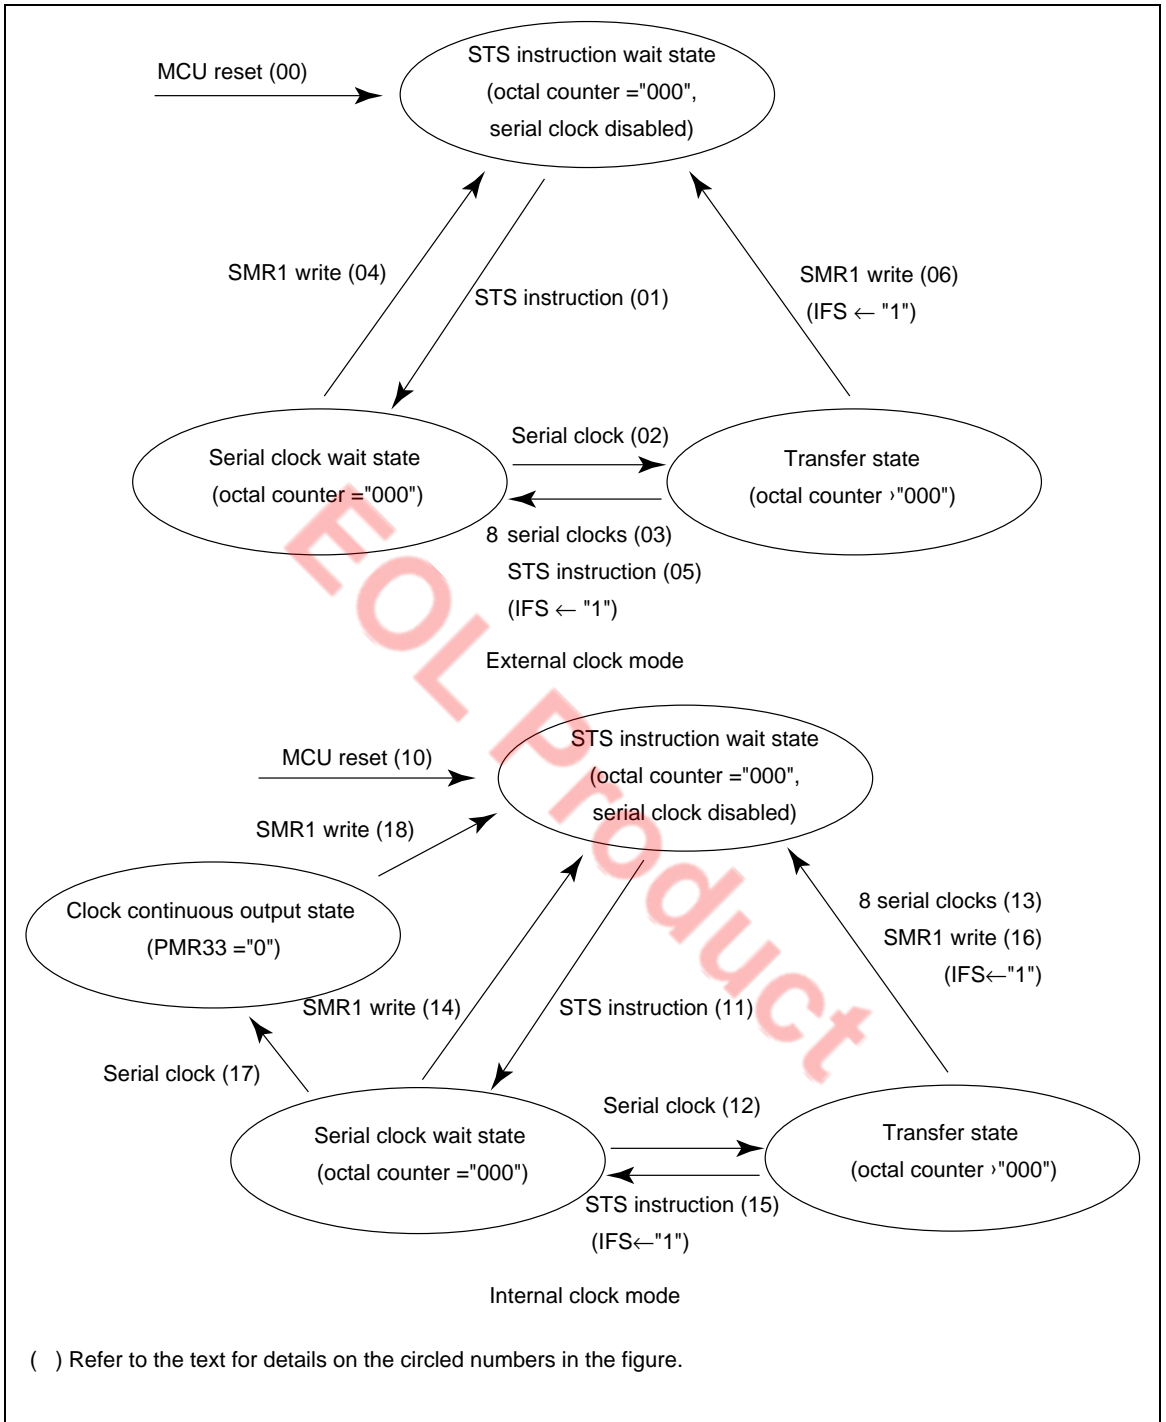 MCU reset (00)
STS instruction wait state
(octal counter ="000",
serial clock disabled)
SMR1 write (04)
STS instruction (01)
SMR1 write (06)
(IFS ← "1")
Serial clock wait state
(octal counter ="000")
Serial clock (02)
Transfer state
(octal counter ›"000")
8 serial clocks (03)
STS instruction (05)
(IFS ← "1")
External clock mode
MCU reset (10)
STS instruction wait state
(octal counter ="000",
serial clock disabled)
SMR1 write (18)
Clock continuous output state
(PMR33 ="0")
8 serial clocks (13)
SMR1 write (16)
(IFS←"1")
SMR1 write (14)
STS instruction (11)
Serial clock (17)
Serial clock wait state
(octal counter ="000")
Serial clock (12)
Transfer state
(octal counter ›"000")
STS instruction (15)
(IFS←"1")
Internal clock mode
( ) Refer to the text for details on the circled numbers in the figure.
EOL Product